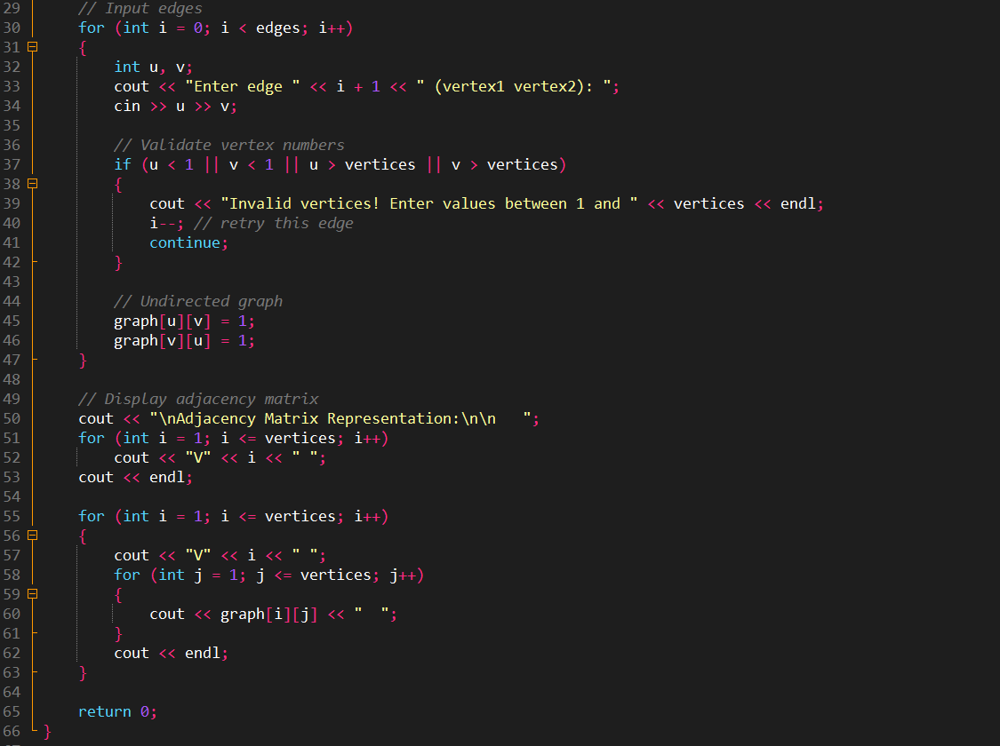 29 // Input edges
30 for (int i = 0; i < edges; i++)
31 {
32 int u, v;
33 cout << "Enter edge " << i + 1 << " (vertex1 vertex2): ";
34 cin >> u >> v;
35
36 // Validate vertex numbers
37 if (u < 1 || v < 1 || u > vertices || v > vertices)
38 {
39 cout << "Invalid vertices! Enter values between 1 and " << vertices << endl;
40 i--; // retry this edge
41 continue;
42 }
43
44 // Undirected graph
45 graph[u][v] = 1;
46 graph[v][u] = 1;
47 }
48
49 // Display adjacency matrix
50 cout << "\nAdjacency Matrix Representation:\n\n   ";
51 for (int i = 1; i <= vertices; i++)
52 cout << "V" << i << " ";
53 cout << endl;
54
55 for (int i = 1; i <= vertices; i++)
56 {
57 cout << "V" << i << " ";
58 for (int j = 1; j <= vertices; j++)
59 {
60 cout << graph[i][j] << "  ";
61 }
62 cout << endl;
63 }
64
65 return 0;
66 }